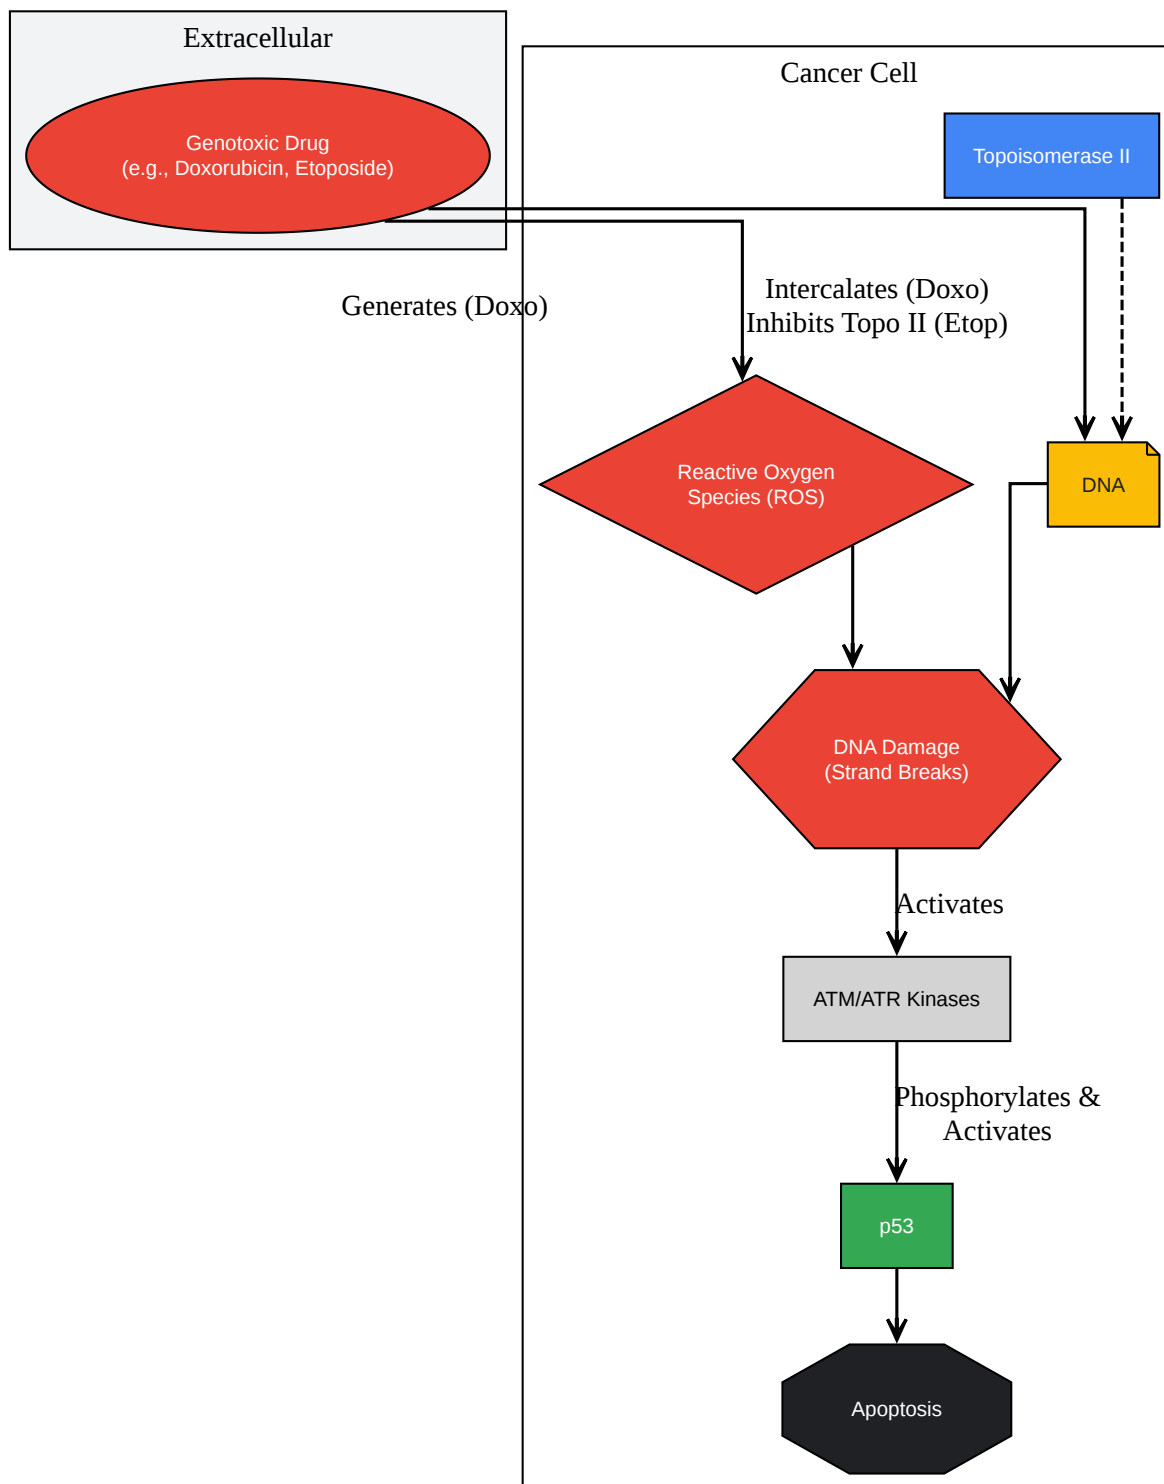 Extracellular
Cancer Cell
Genotoxic Drug
(e.g., Doxorubicin, Etoposide)
Topoisomerase II
Generates (Doxo)
Intercalates (Doxo)
Inhibits Topo II (Etop)
Reactive Oxygen
Species (ROS)
DNA
DNA Damage
(Strand Breaks)
Activates
ATM/ATR Kinases
Phosphorylates &
Activates
p53
Apoptosis